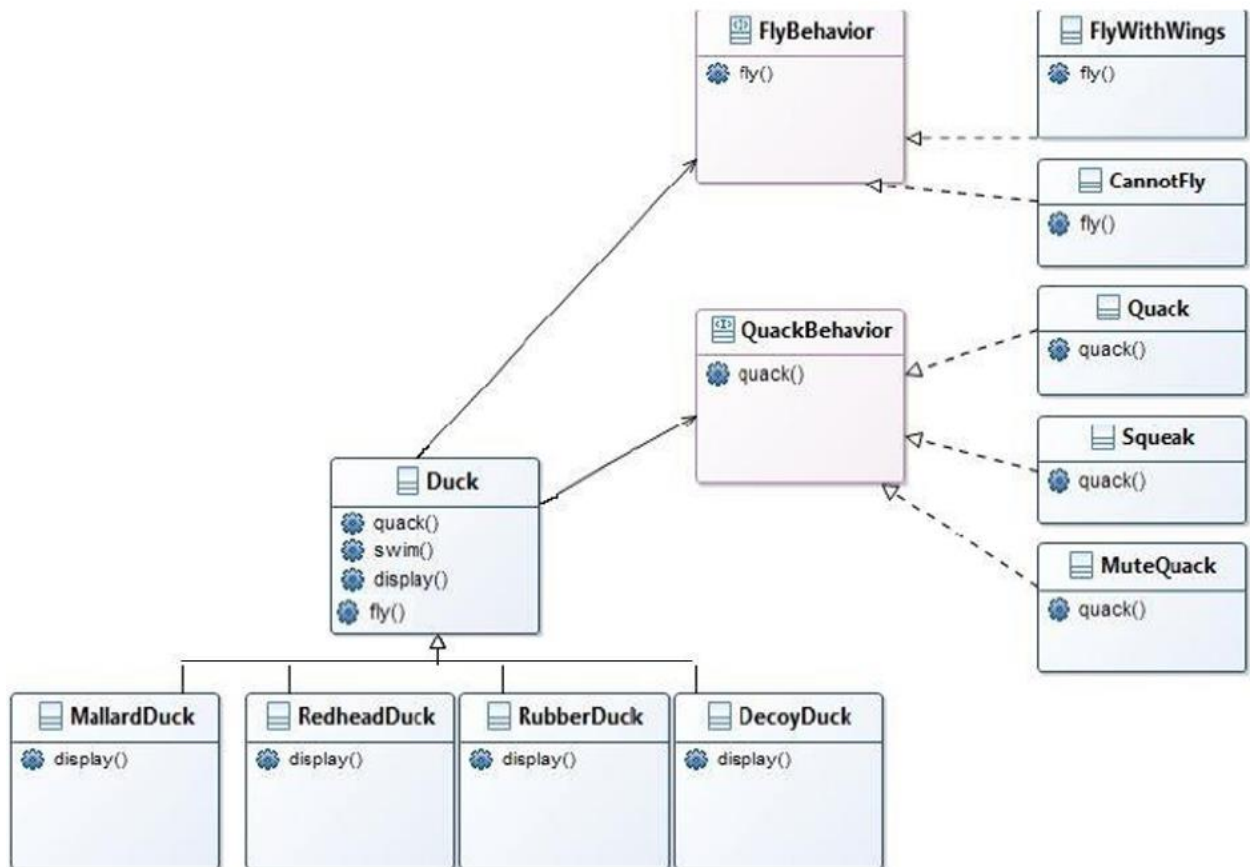 FlyBehavior
fly()
FlyWithWings
fly()
CannotFly
fly()
QuackBehavior
quack()
Quack
quack()
Squeak
quack()
MuteQuack
quack()
Duck
quack()
swim()
display()
fly()
MallardDuck
display()
RedheadDuck
display()
RubberDuck
display()
DecoyDuck
display()